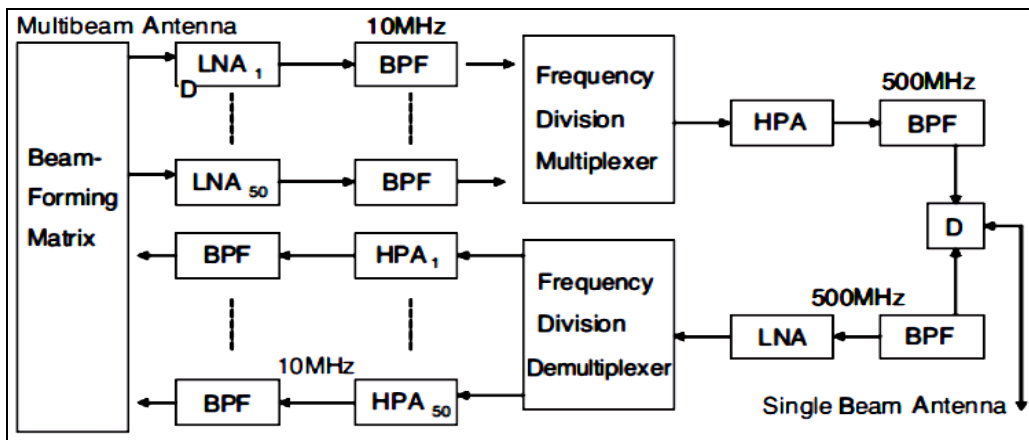 Multibeam Antenna
10MHz
LNA 1
D
BPF
Frequency
Division
Multiplexer
HPA
500MHz
BPF
Beam-
Forming
Matrix
LNA 50
BPF
D
BPF
HPA 1
Frequency
Division
Demultiplexer
LNA
500MHz
BPF
10MHz
BPF
HPA 50
Single Beam Antenna